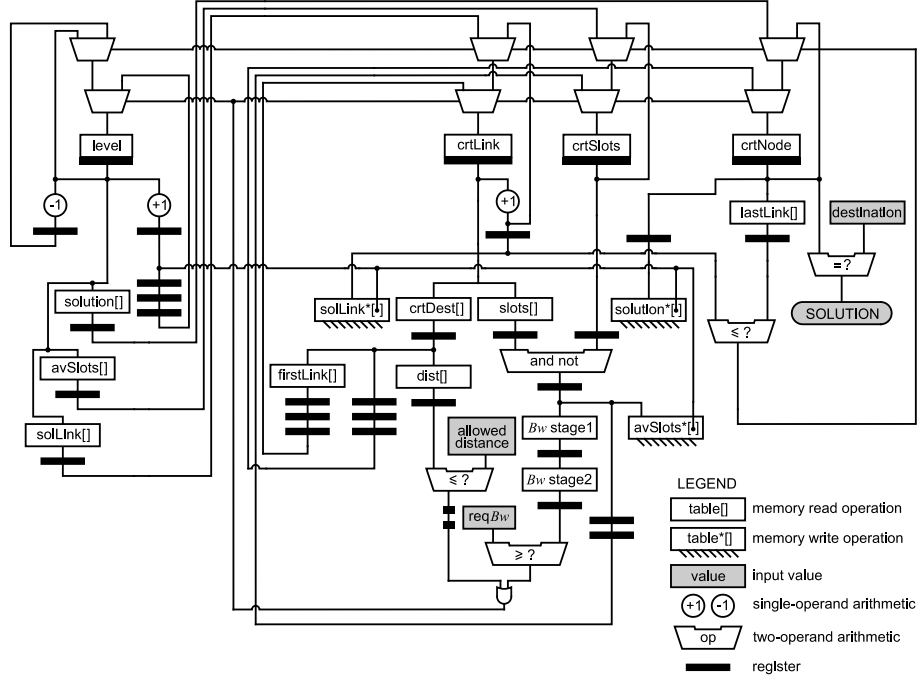 level
crtLink
crtSlots
crtNode
-1
+1
+1
lastLink[]
destination
= ?
SOLUTION
solution[]
solLink*[]
crtDest[]
slots[]
solution*[]
≤ ?
avSlots[]
firstLink[]
dist[]
and not
solLink[]
allowed
distance
Bw stage1
avSlots*[]
≤ ?
Bw stage2
reqBw
≥ ?
LEGEND
table[] memory read operation
table*[] memory write operation
value input value
+1 -1 single-operand arithmetic
op two-operand arithmetic
register